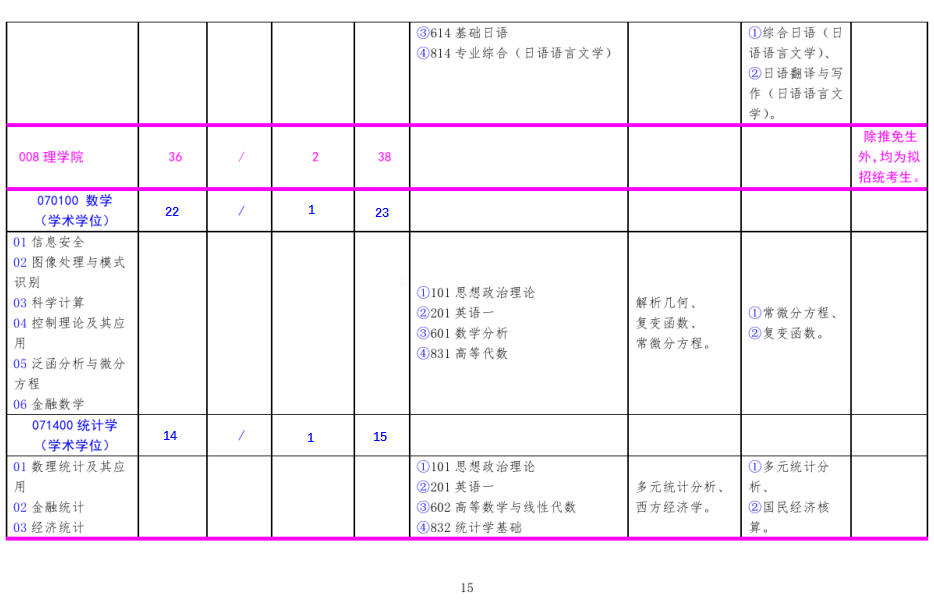 ③614 基础日语
④814 专业综合（日语语言文学）
①综合日语（日
语语言文学）、
②日语翻译与写
作（日语语言文
学）。
008 理学院
36
/
2
38
除推免生
外，均为拟
招统考生。
070100 数学
（学术学位）
22
/
1
23
01 信息安全
02 图像处理与模式
识别
03 科学计算
04 控制理论及其应
用
05 泛函分析与微分
方程
06 金融数学
①101 思想政治理论
②201 英语一
③601 数学分析
④831 高等代数
解析几何、
复变函数、
常微分方程。
①常微分方程、
②复变函数。
071400 统计学
（学术学位）
14
/
1
15
01 数理统计及其应
用
02 金融统计
03 经济统计
①101 思想政治理论
②201 英语一
③602 高等数学与线性代数
④832 统计学基础
多元统计分析、
西方经济学。
①多元统计分
析、
②国民经济核
算。
15